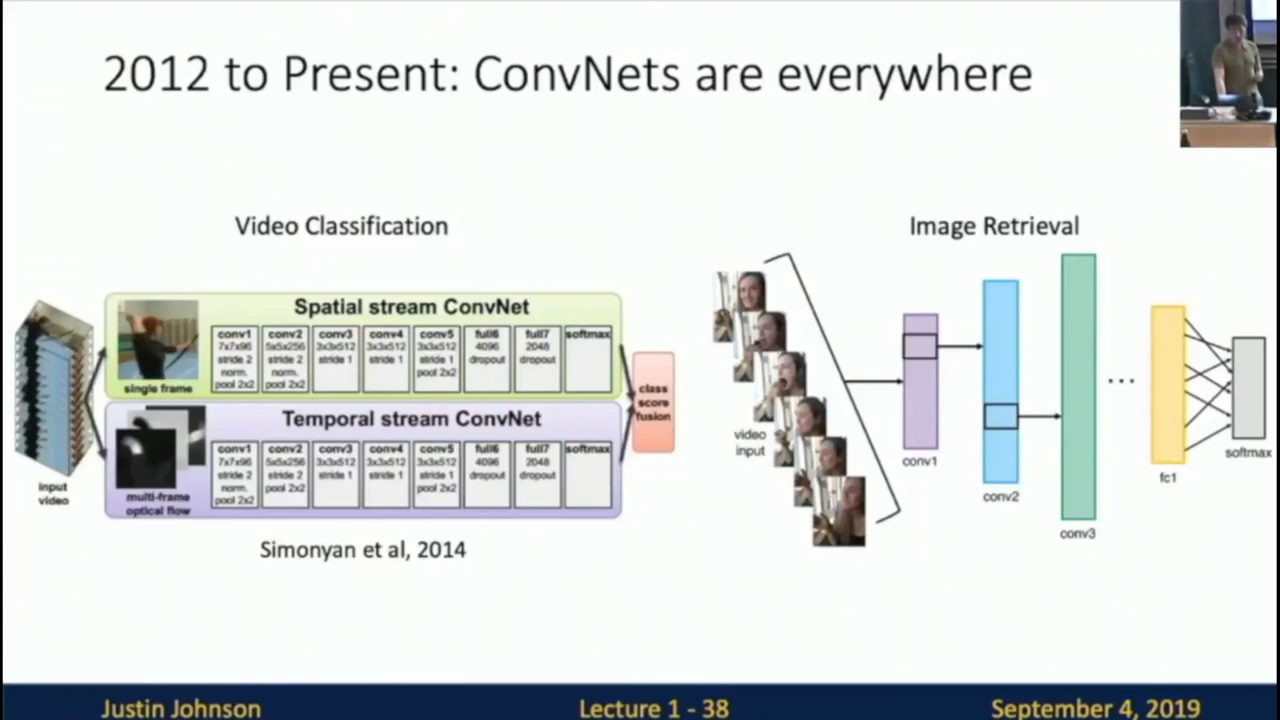 2012 to Present: ConvNets are everywhere
Video Classification
Image Retrieval
input
video
Spatial stream ConvNet
single frame
conv1
7x7x96
stride 2
norm.
pool 2x2
conv2
5x5x256
stride 2
norm.
pool 2x2
conv3
3x3x512
stride 1
conv4
3x3x512
stride 1
conv5
3x3x512
stride 1
pool 2x2
full6
4096
dropout
full7
2048
dropout
softmax
Temporal stream ConvNet
multi-frame
optical flow
conv1
7x7x96
stride 2
norm.
pool 2x2
conv2
5x5x256
stride 2
pool 2x2
conv3
3x3x512
stride 1
conv4
3x3x512
stride 1
conv5
3x3x512
stride 1
pool 2x2
full6
4096
dropout
full7
2048
dropout
softmax
class
score
fusion
Simonyan et al, 2014
video
input
conv1
conv2
conv3
...
fc1
softmax
Justin Johnson
Lecture 1 - 38
September 4, 2019